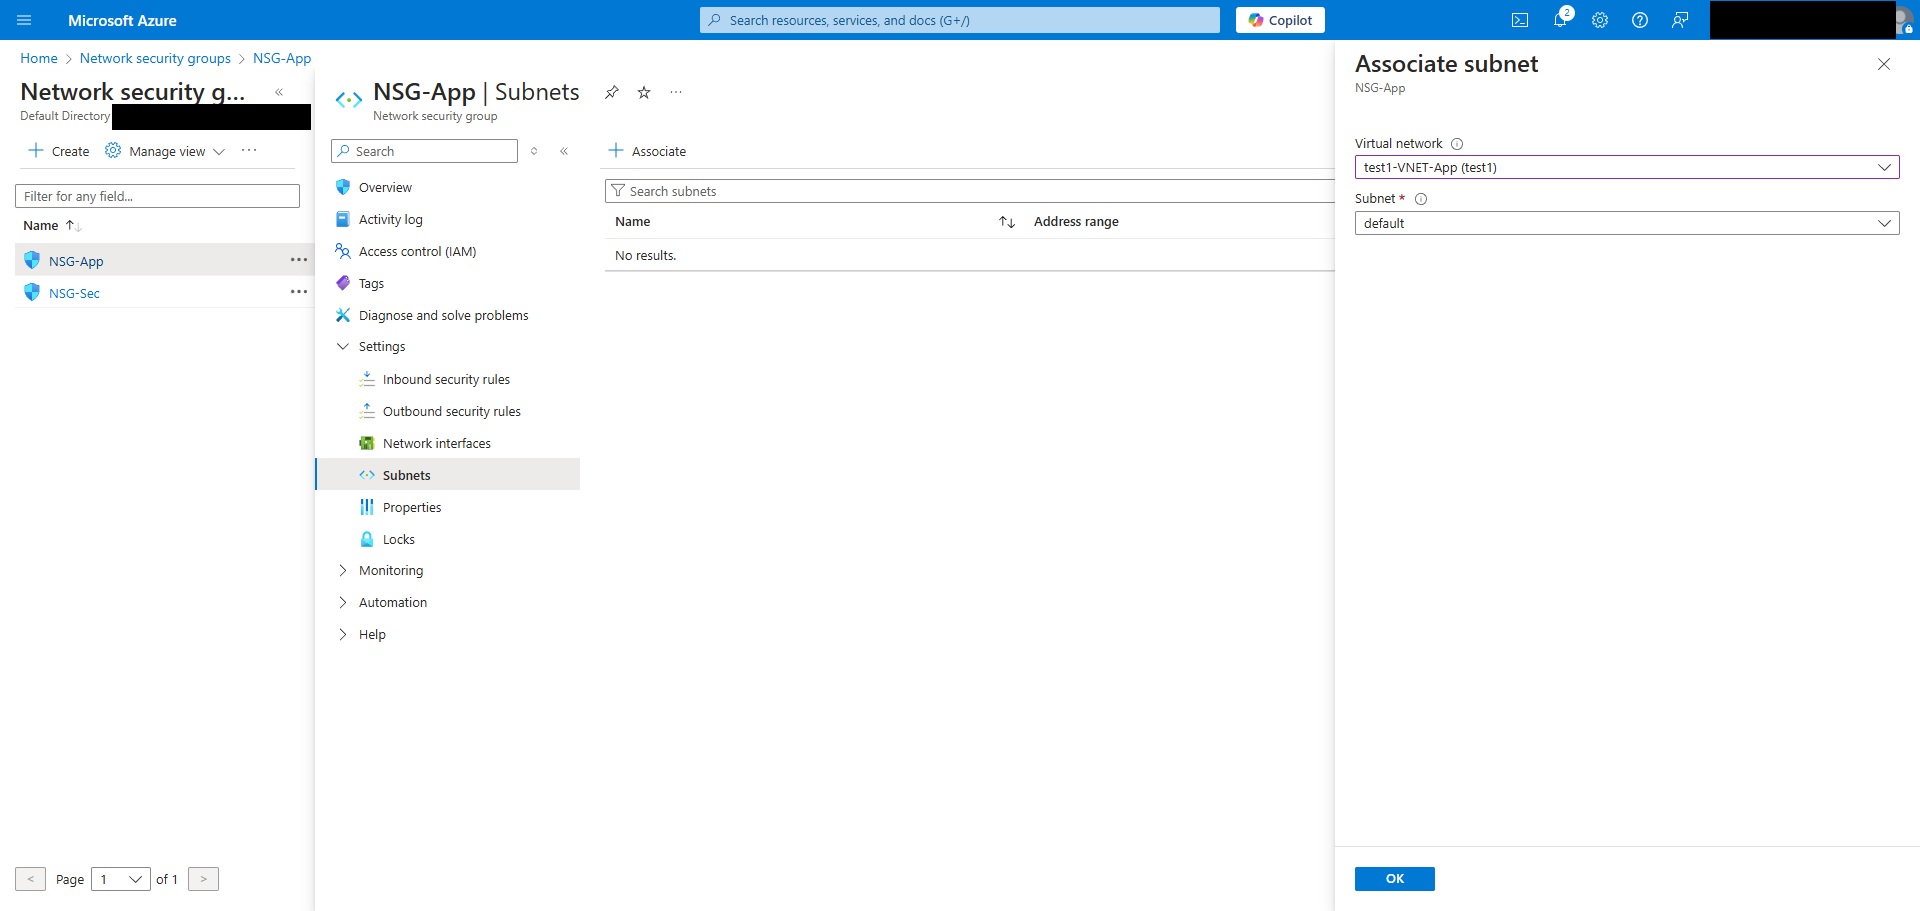 Microsoft Azure
Search resources, services, and docs (G+/)
Copilot
2
Home > Network security groups > NSG-App
Network security g...
Default Directory
Create
Manage view
Filter for any field...
Name
NSG-App
NSG-Sec
< Page 1 of 1 >
NSG-App | Subnets
Network security group
Search
Overview
Activity log
Access control (IAM)
Tags
Diagnose and solve problems
Settings
Inbound security rules
Outbound security rules
Network interfaces
Subnets
Properties
Locks
Monitoring
Automation
Help
Associate
Search subnets
Name Address range
No results.
Associate subnet
NSG-App
Virtual network
test1-VNET-App (test1)
Subnet *
default
OK